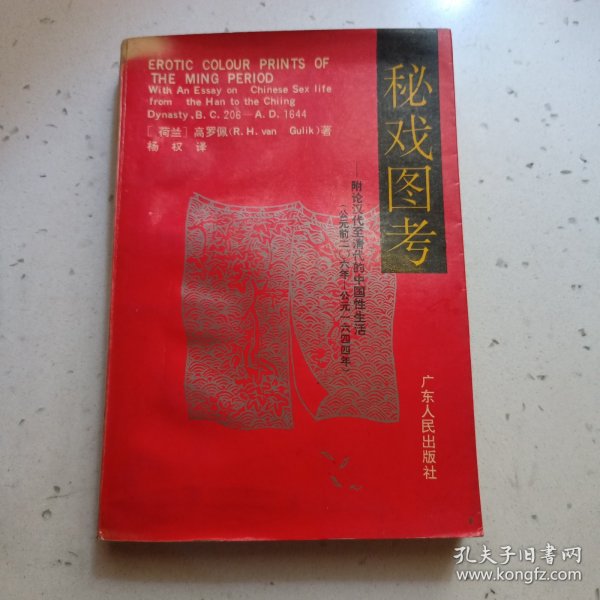 EROTIC COLOUR PRINTS OF
THE MING PERIOD
With An Essay on Chinese Sex life
from the Han to the Chiing
Dynasty,B.C. 206—A.D.1644
[荷兰]高罗佩(R.H.van Gulik)著
杨权译
秘戏图考
——附论汉代至清代的中国性生活
(公元前二〇六年—公元一六四四年)
广东人民出版社
孔夫子旧书网
www.kongfz.com